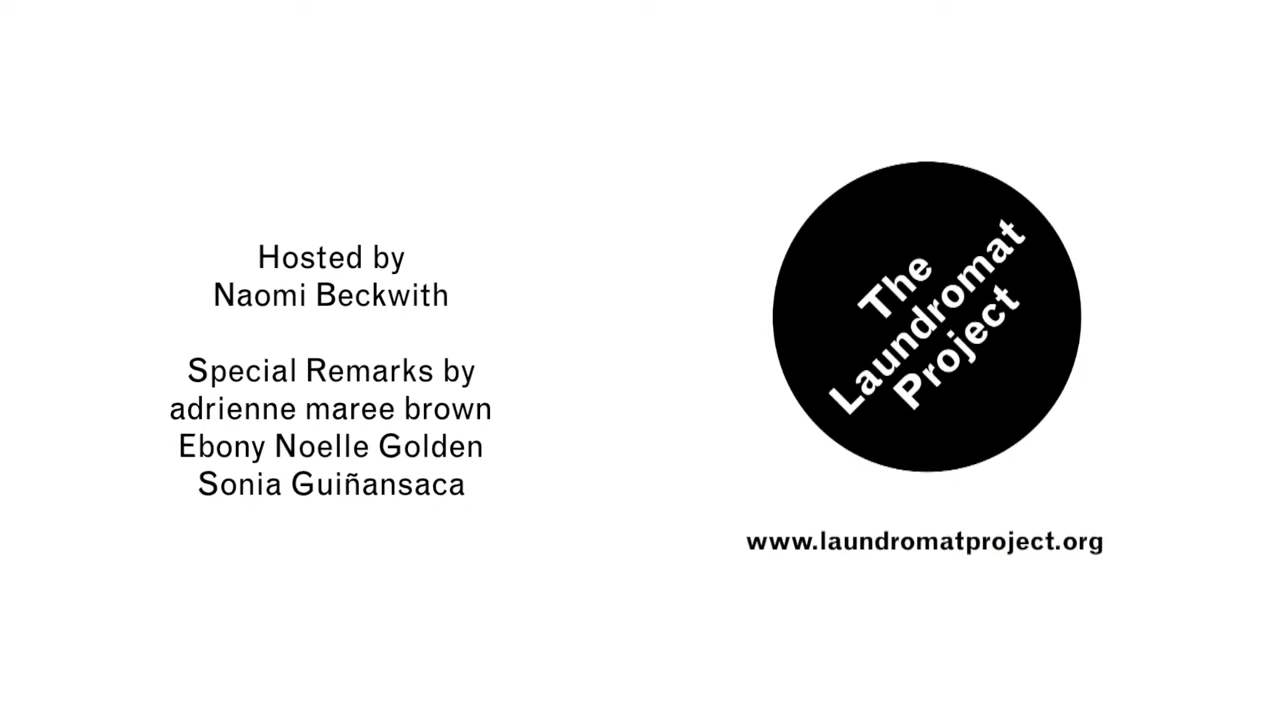 Hosted by
Naomi Beckwith
Special Remarks by
adrienne maree brown
Ebony Noelle Golden
Sonia Guiñansaca
The
Laundromat
Project
www.laundromatproject.org